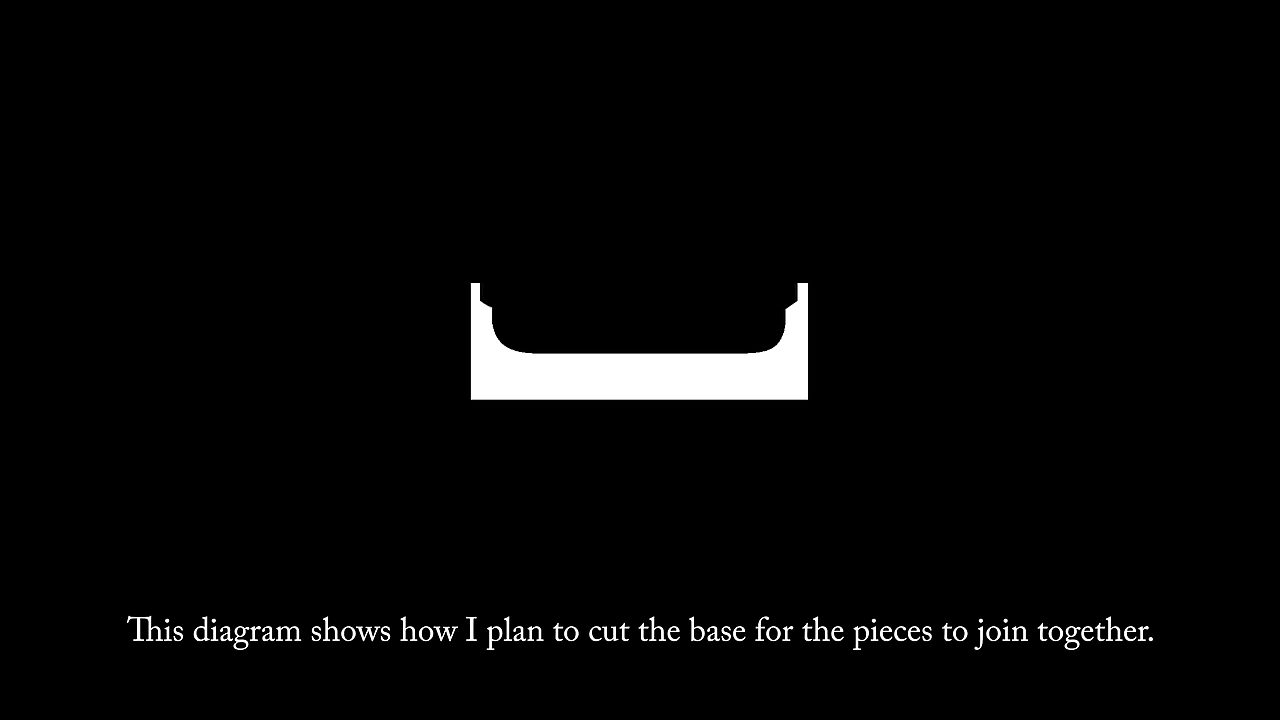 This diagram shows how I plan to cut the base for the pieces to join together.